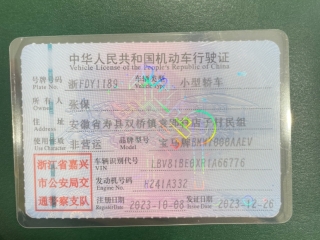 中华人民共和国机动车行驶证
Vehicle License of the People's Republic of China
号牌号码 浙FDY1189 车辆类型 小型轿车
Plate No. Vehicle Type
所有人 张保
Owner
住址 安徽省寿县双桥镇
Address
使用性质 非营运 品牌型号 宝马牌
Use Character Model
浙江省嘉兴
市公安局交
通警察支队
车辆识别代号
VIN
发动机号码 H241A332
Engine No.
注册日期 发证日期 2023-12-26
Register Date Issue Date